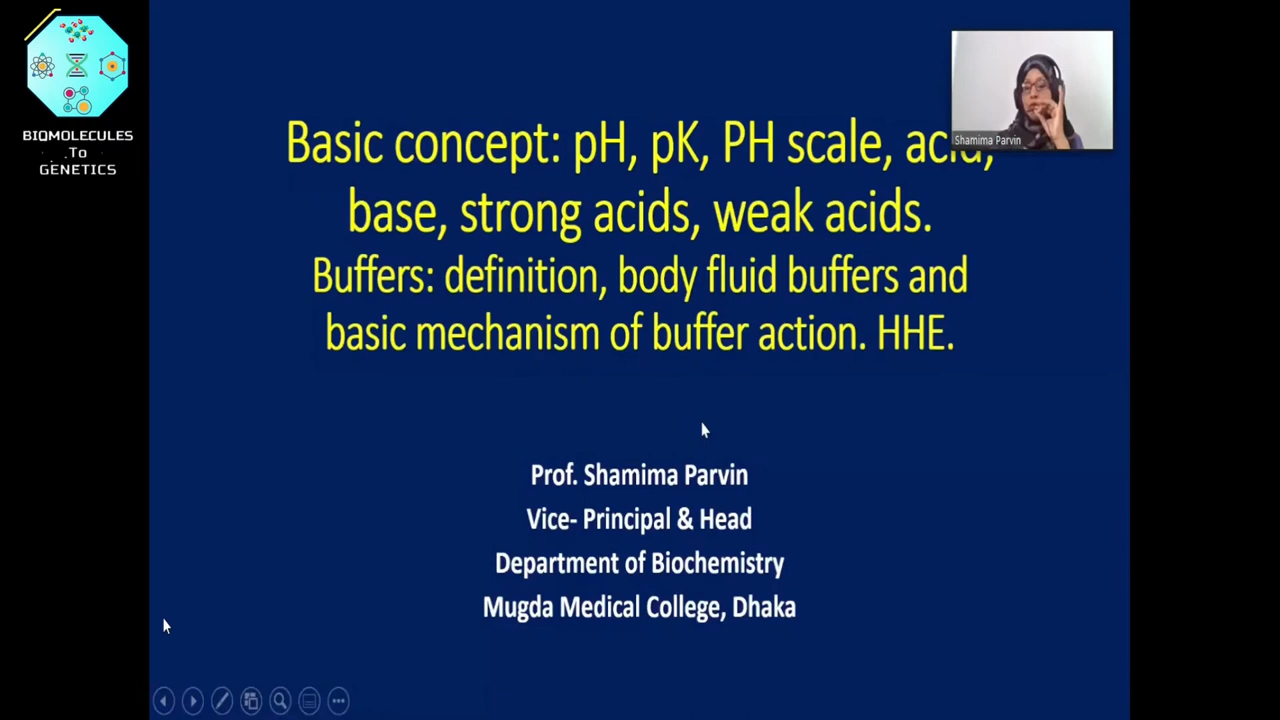 BIOMOLECULES
To
GENETICS
Basic concept: pH, pK, PH scale, acid,
base, strong acids, weak acids.
Buffers: definition, body fluid buffers and
basic mechanism of buffer action. HHE.
Shamima Parvin
Prof. Shamima Parvin
Vice- Principal & Head
Department of Biochemistry
Mugda Medical College, Dhaka